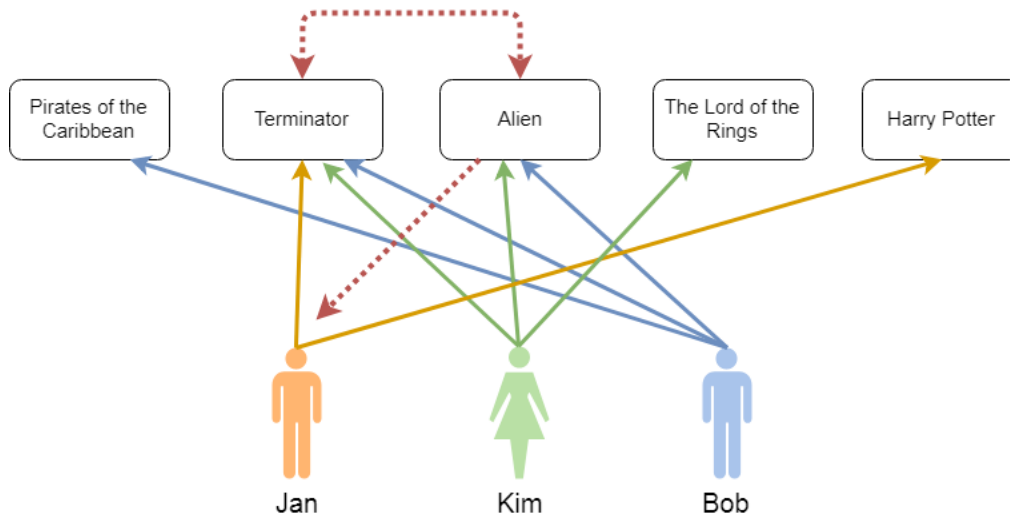 Pirates of the
Caribbean
Terminator
Alien
The Lord of the
Rings
Harry Potter
Jan
Kim
Bob